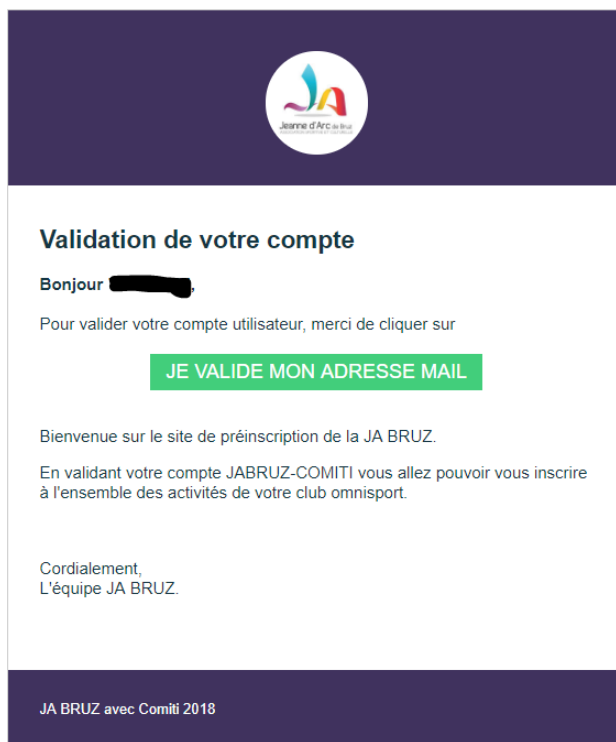 JA
Jeanne d'Arc de Bruz
Validation de votre compte
Bonjour ,
Pour valider votre compte utilisateur, merci de cliquer sur
JE VALIDE MON ADRESSE MAIL
Bienvenue sur le site de préinscription de la JA BRUZ.
En validant votre compte JABRUZ-COMITI vous allez pouvoir vous inscrire
à l'ensemble des activités de votre club omnisport.
Cordialement,
L'équipe JA BRUZ.
JA BRUZ avec Comiti 2018